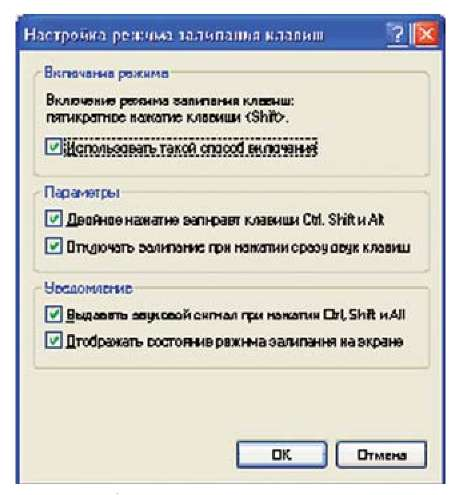 Настройка режима залипания клавиш
Включение режима
Включение режима залипания клавиш:
пятикратное нажатие клавиши <Shift>.
Использовать такой способ включения
Параметры
Двойное нажатие запирает клавиши Ctrl, Shift и Alt
Отключать залипание при нажатии сразу двух клавиш
Уведомление
Выдавать звуковой сигнал при нажатии Ctrl, Shift и Alt
Отображать состояние режима залипания на экране
OK
Отмена